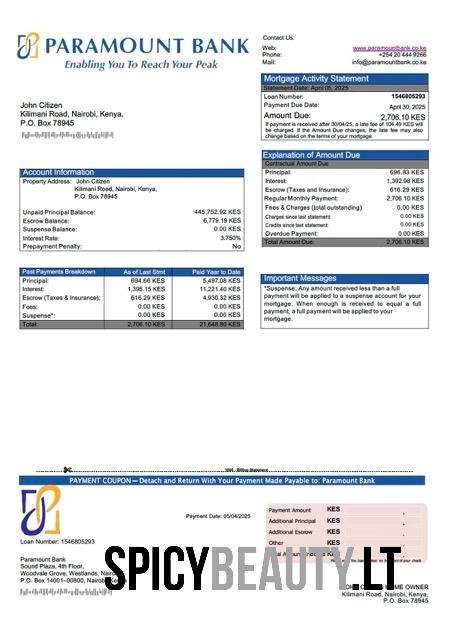 PARAMOUNT BANK
Enabling You To Reach Your Peak
Contact Us:
Web: www.paramountbank.co.ke
Phone: +254 20 444 9266
Mail: info@paramountbank.co.ke
Mortgage Activity Statement
Statement Date: April 05, 2025
Loan Number: 1546805293
Payment Due Date: April 30, 2025
Amount Due: 2,706.10 KES
If payment is received after 30/04/25, a late fee of 104.49 KES will
be charged. If the Amount Due changes, the late fee may also
change based on the terms of your mortgage.
John Citizen
Kilimani Road, Nairobi, Kenya,
P.O. Box 78945
Explanation of Amount Due
Contractual Amount Due
Principal: 696.83 KES
Interest: 1,392.98 KES
Escrow (Taxes and Insurance): 616.29 KES
Regular Monthly Payment: 2,706.10 KES
Fees & Charges (total outstanding) 0.00 KES
Charges since last statement: 0.00 KES
Credits since last statement: 0.00 KES
Overdue Payment: 0.00 KES
Total Amount Due: 2,706.10 KES
Account Information
Property Address: John Citizen
Kilimani Road, Nairobi, Kenya,
P.O. Box 78945
Unpaid Principal Balance: 445,752.92 KES
Escrow Balance: 6,779.19 KES
Suspense Balance: 0.00 KES
Interest Rate: 3.750%
Prepayment Penalty: No
Past Payments Breakdown As of Last Stmt Paid Year to Date
Principal: 694.66 KES 5,497.08 KES
Interest: 1,395.15 KES 11,221.40 KES
Escrow (Taxes & Insurance): 616.29 KES 4,930.32 KES
Fees: 0.00 KES 0.00 KES
Suspense*: 0.00 KES 0.00 KES
Total: 2,706.10 KES 21,648.80 KES
Important Messages
*Suspense: Any amount received less than a full
payment will be applied to a suspense account for your
mortgage. When enough is received to equal a full
payment, a full payment will be applied to your
mortgage.
Billing Statement
PAYMENT COUPON – Detach and Return With Your Payment Made Payable to: Paramount Bank
Payment Date: 05/04/2025
Payment Amount KES
Additional Principal KES
Additional Escrow KES
Other KES
Loan Number: 1546805293
Paramount Bank
Sound Plaza, 4th Floor,
Woodvale Grove, Westlands,
P.O. Box 14001–00800,
SPICYBEAUTY.LT
HOME OWNER
Kilimani Road, Nairobi, Kenya,
P.O. Box 78945